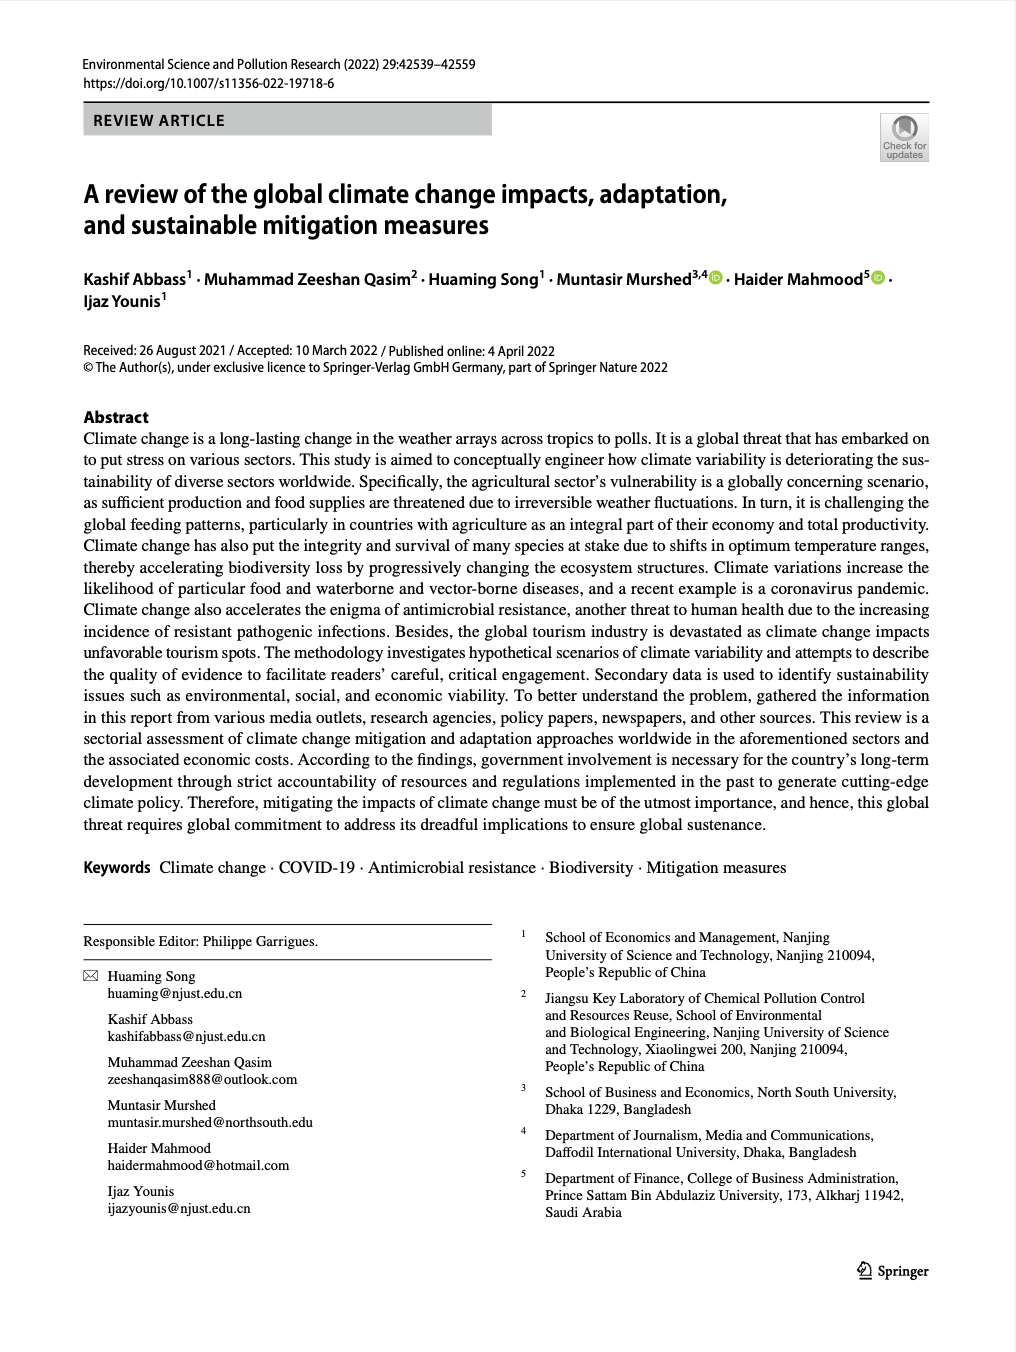 Environmental Science and Pollution Research (2022) 29:42539–42559
https://doi.org/10.1007/s11356-022-19718-6
REVIEW ARTICLE
Check for
updates
A review of the global climate change impacts, adaptation,
and sustainable mitigation measures
Kashif Abbass1 · Muhammad Zeeshan Qasim2 · Huaming Song1 · Muntasir Murshed3,4 iD · Haider Mahmood5 iD ·
Ijaz Younis1
Received: 26 August 2021 / Accepted: 10 March 2022 / Published online: 4 April 2022
© The Author(s), under exclusive licence to Springer-Verlag GmbH Germany, part of Springer Nature 2022
Abstract
Climate change is a long-lasting change in the weather arrays across tropics to polls. It is a global threat that has embarked on
to put stress on various sectors. This study is aimed to conceptually engineer how climate variability is deteriorating the sus-
tainability of diverse sectors worldwide. Specifically, the agricultural sector's vulnerability is a globally concerning scenario,
as sufficient production and food supplies are threatened due to irreversible weather fluctuations. In turn, it is challenging the
global feeding patterns, particularly in countries with agriculture as an integral part of their economy and total productivity.
Climate change has also put the integrity and survival of many species at stake due to shifts in optimum temperature ranges,
thereby accelerating biodiversity loss by progressively changing the ecosystem structures. Climate variations increase the
likelihood of particular food and waterborne and vector-borne diseases, and a recent example is a coronavirus pandemic.
Climate change also accelerates the enigma of antimicrobial resistance, another threat to human health due to the increasing
incidence of resistant pathogenic infections. Besides, the global tourism industry is devastated as climate change impacts
unfavorable tourism spots. The methodology investigates hypothetical scenarios of climate variability and attempts to describe
the quality of evidence to facilitate readers' careful, critical engagement. Secondary data is used to identify sustainability
issues such as environmental, social, and economic viability. To better understand the problem, gathered the information
in this report from various media outlets, research agencies, policy papers, newspapers, and other sources. This review is a
sectorial assessment of climate change mitigation and adaptation approaches worldwide in the aforementioned sectors and
the associated economic costs. According to the findings, government involvement is necessary for the country's long-term
development through strict accountability of resources and regulations implemented in the past to generate cutting-edge
climate policy. Therefore, mitigating the impacts of climate change must be of the utmost importance, and hence, this global
threat requires global commitment to address its dreadful implications to ensure global sustenance.
Keywords Climate change · COVID-19 · Antimicrobial resistance · Biodiversity · Mitigation measures
Responsible Editor: Philippe Garrigues.
Huaming Song
huaming@njust.edu.cn
Kashif Abbass
kashifabbass@njust.edu.cn
Muhammad Zeeshan Qasim
zeeshanqasim888@outlook.com
Muntasir Murshed
muntasir.murshed@northsouth.edu
Haider Mahmood
haidermahmood@hotmail.com
Ijaz Younis
ijazyounis@njust.edu.cn
1 School of Economics and Management, Nanjing
University of Science and Technology, Nanjing 210094,
People's Republic of China
2 Jiangsu Key Laboratory of Chemical Pollution Control
and Resources Reuse, School of Environmental
and Biological Engineering, Nanjing University of Science
and Technology, Xiaolingwei 200, Nanjing 210094,
People's Republic of China
3 School of Business and Economics, North South University,
Dhaka 1229, Bangladesh
4 Department of Journalism, Media and Communications,
Daffodil International University, Dhaka, Bangladesh
5 Department of Finance, College of Business Administration,
Prince Sattam Bin Abdulaziz University, 173, Alkharj 11942,
Saudi Arabia
Springer